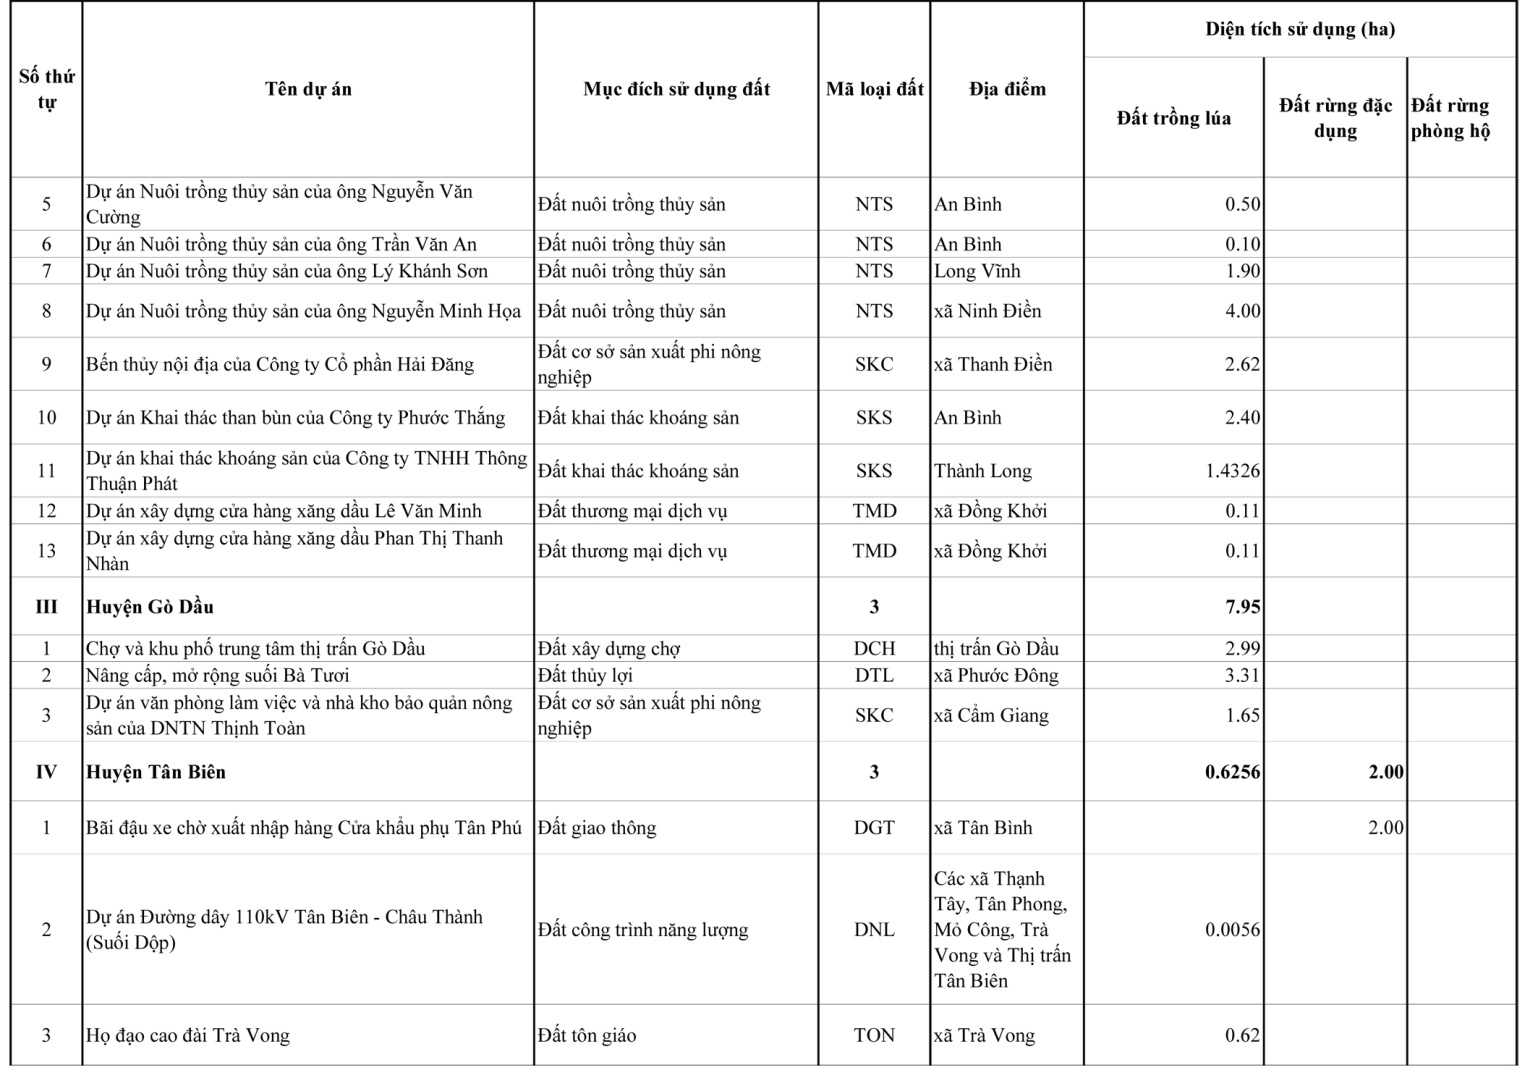 Số thứ tự
Tên dự án
Mục đích sử dụng đất
Mã loại đất
Địa điểm
Diện tích sử dụng (ha)
Đất trồng lúa
Đất rừng đặc dụng
Đất rừng phòng hộ
5 Dự án Nuôi trồng thủy sản của ông Nguyễn Văn Cường Đất nuôi trồng thủy sản NTS An Bình 0.50
6 Dự án Nuôi trồng thủy sản của ông Trần Văn An Đất nuôi trồng thủy sản NTS An Bình 0.10
7 Dự án Nuôi trồng thủy sản của ông Lý Khánh Sơn Đất nuôi trồng thủy sản NTS Long Vĩnh 1.90
8 Dự án Nuôi trồng thủy sản của ông Nguyễn Minh Họa Đất nuôi trồng thủy sản NTS xã Ninh Điền 4.00
9 Bến thủy nội địa của Công ty Cổ phần Hải Đăng Đất cơ sở sản xuất phi nông nghiệp SKC xã Thanh Điền 2.62
10 Dự án Khai thác than bùn của Công ty Phước Thắng Đất khai thác khoáng sản SKS An Bình 2.40
11 Dự án khai thác khoáng sản của Công ty TNHH Thông Thuận Phát Đất khai thác khoáng sản SKS Thành Long 1.4326
12 Dự án xây dựng cửa hàng xăng dầu Lê Văn Minh Đất thương mại dịch vụ TMD xã Đồng Khởi 0.11
13 Dự án xây dựng cửa hàng xăng dầu Phan Thị Thanh Nhàn Đất thương mại dịch vụ TMD xã Đồng Khởi 0.11
III Huyện Gò Dầu 3 7.95
1 Chợ và khu phố trung tâm thị trấn Gò Dầu Đất xây dựng chợ DCH thị trấn Gò Dầu 2.99
2 Nâng cấp, mở rộng suối Bà Tươi Đất thủy lợi DTL xã Phước Đông 3.31
3 Dự án văn phòng làm việc và nhà kho bảo quản nông sản của DNTN Thịnh Toàn Đất cơ sở sản xuất phi nông nghiệp SKC xã Cẩm Giang 1.65
IV Huyện Tân Biên 3 0.6256 2.00
1 Bãi đậu xe chờ xuất nhập hàng Cửa khẩu phụ Tân Phú Đất giao thông DGT xã Tân Bình 2.00
2 Dự án Đường dây 110kV Tân Biên - Châu Thành (Suối Dộp) Đất công trình năng lượng DNL Các xã Thạnh Tây, Tân Phong, Mỏ Công, Trà Vong và Thị trấn Tân Biên 0.0056
3 Họ đạo cao đài Trà Vong Đất tôn giáo TON xã Trà Vong 0.62